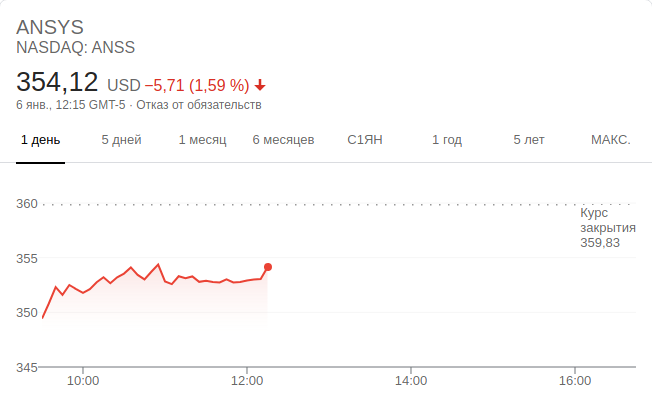 ANSYS
NASDAQ: ANSS
354,12 USD −5,71 (1,59 %)
6 янв., 12:15 GMT-5 · Отказ от обязательств
1 день 5 дней 1 месяц 6 месяцев С1ЯН 1 год 5 лет МАКС.
360
Курс
закрытия
359,83
355
350
345
10:00 12:00 14:00 16:00